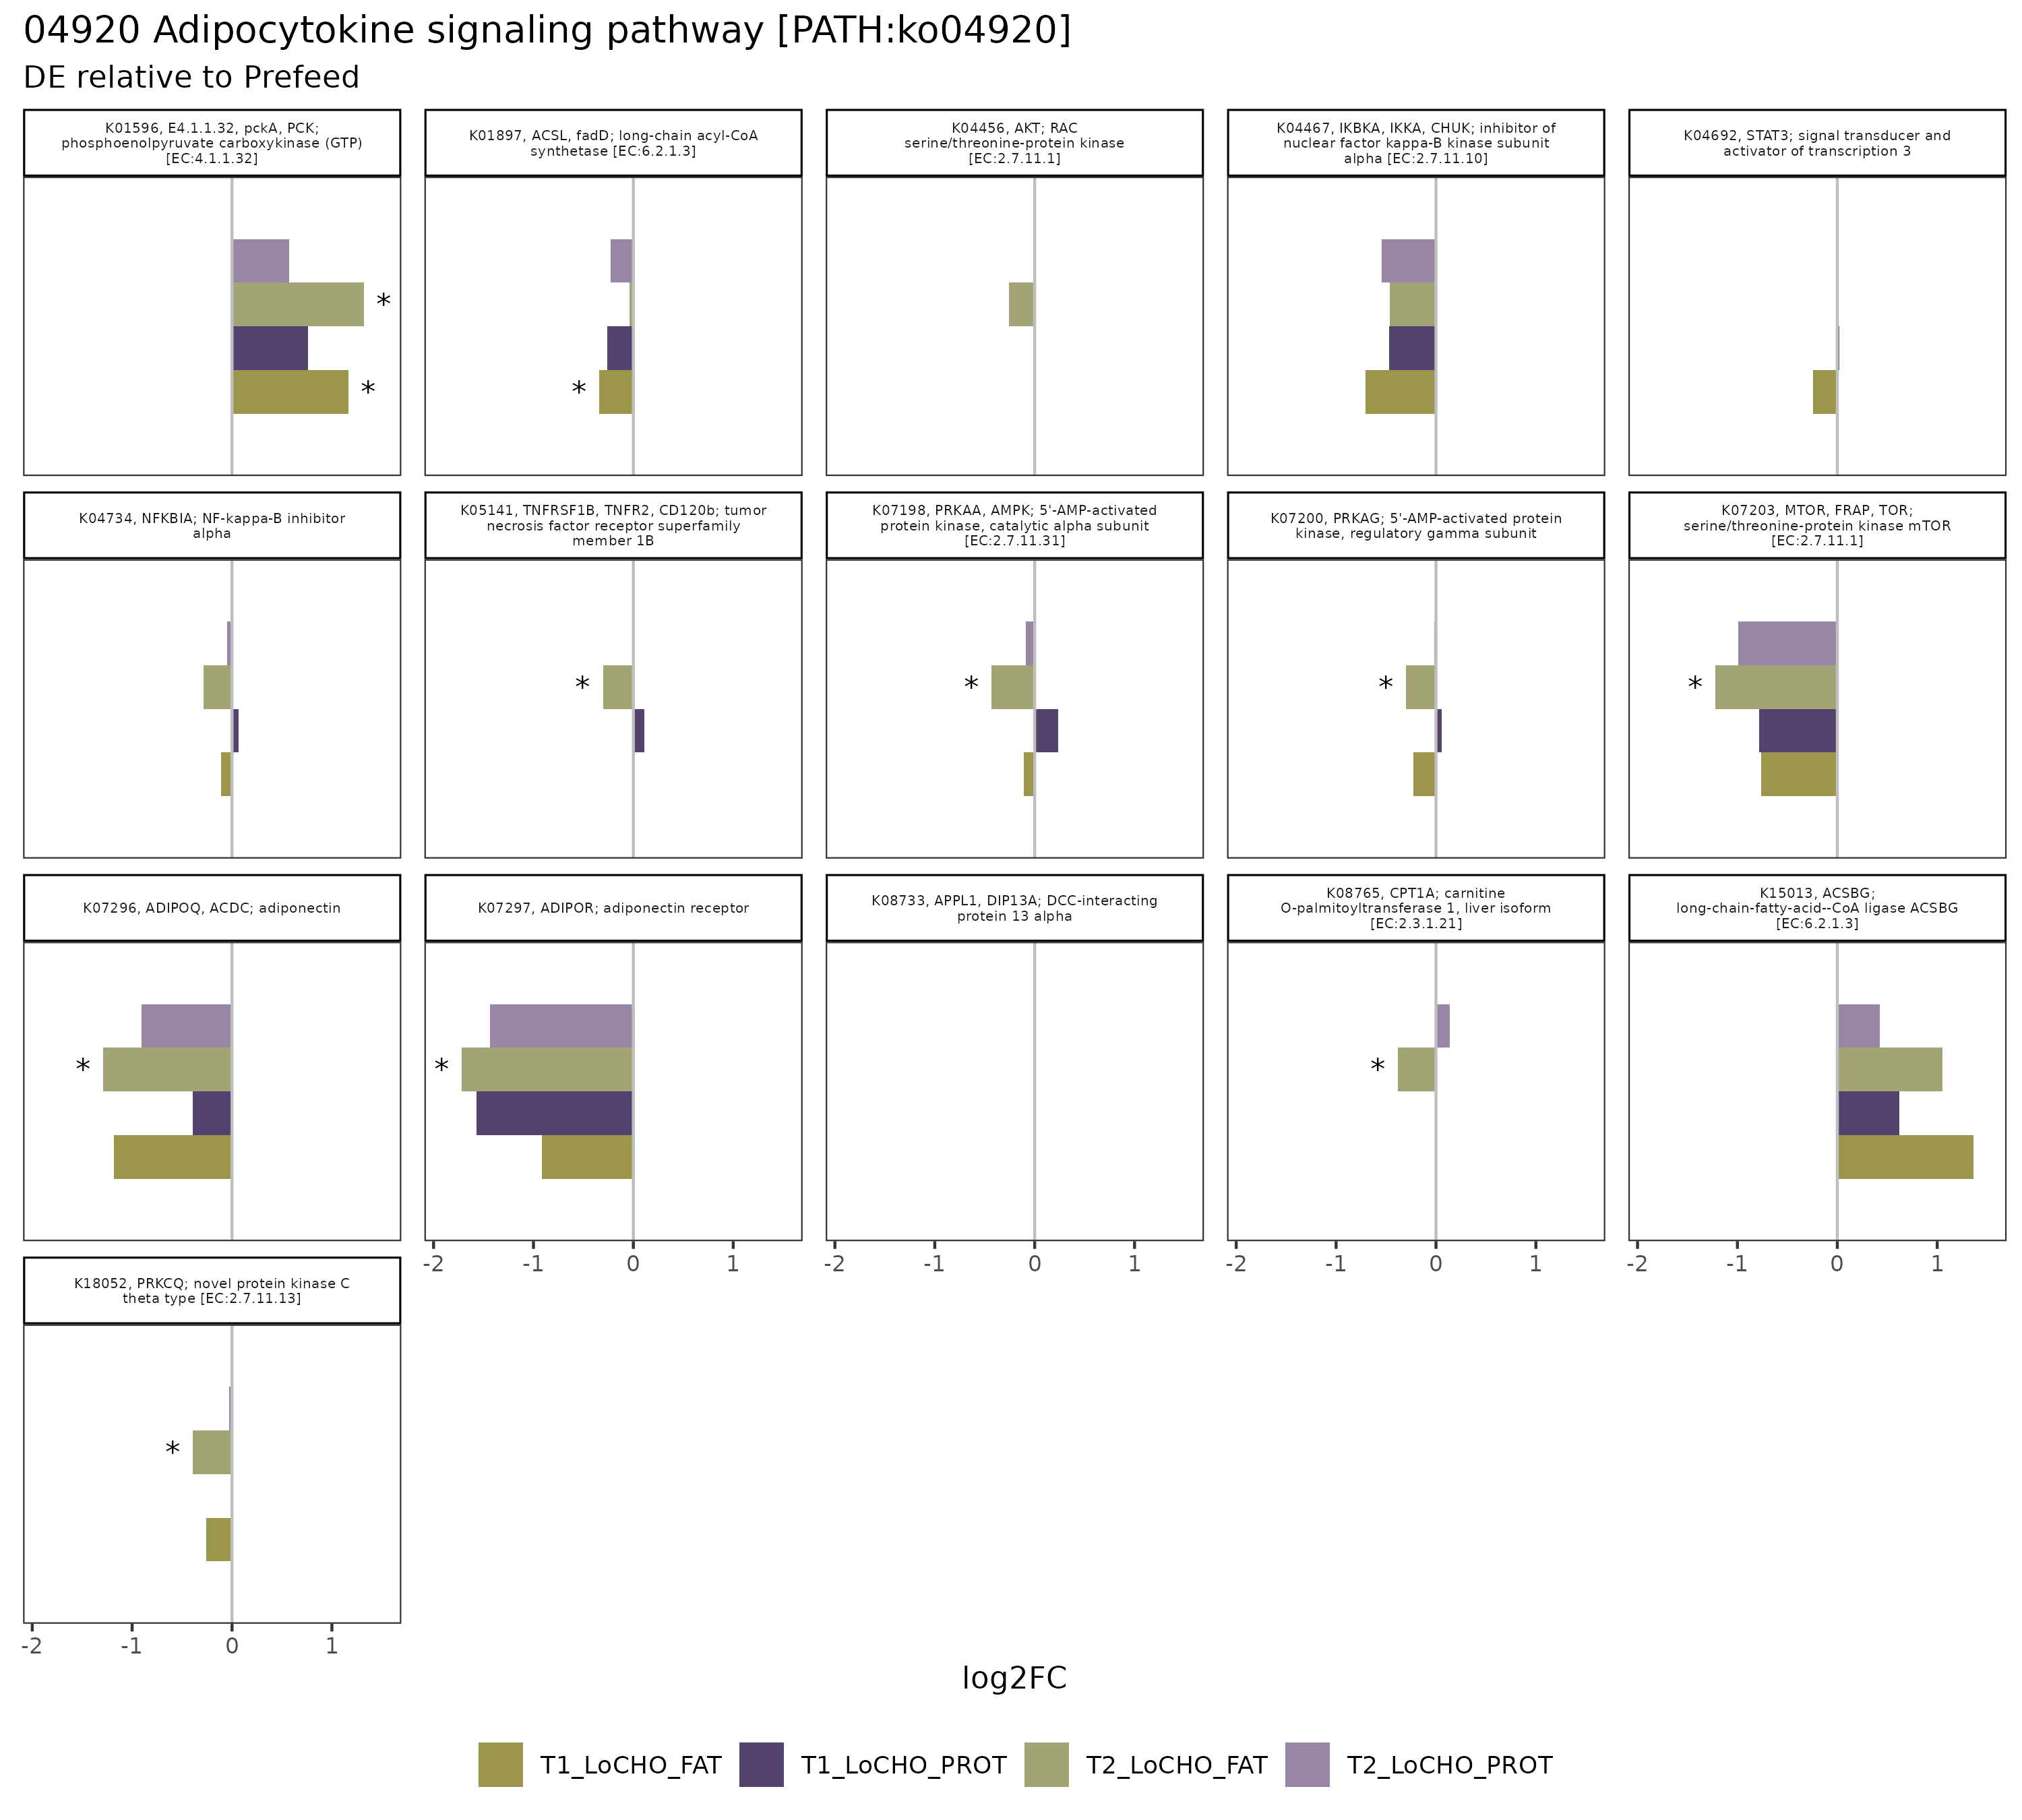 04920 Adipocytokine signaling pathway [PATH:ko04920]
DE relative to Prefeed
K01596, E4.1.1.32, pckA, PCK;
phosphoenolpyruvate carboxykinase (GTP)
[EC:4.1.1.32]
K01897, ACSL, fadD; long-chain acyl-CoA
synthetase [EC:6.2.1.3]
K04456, AKT; RAC
serine/threonine-protein kinase
[EC:2.7.11.1]
K04467, IKBKA, IKKA, CHUK; inhibitor of
nuclear factor kappa-B kinase subunit
alpha [EC:2.7.11.10]
K04692, STAT3; signal transducer and
activator of transcription 3
*
*
*
K04734, NFKBIA; NF-kappa-B inhibitor
alpha
K05141, TNFRSF1B, TNFR2, CD120b; tumor
necrosis factor receptor superfamily
member 1B
K07198, PRKAA, AMPK; 5'-AMP-activated
protein kinase, catalytic alpha subunit
[EC:2.7.11.31]
K07200, PRKAG; 5'-AMP-activated protein
kinase, regulatory gamma subunit
K07203, MTOR, FRAP, TOR;
serine/threonine-protein kinase mTOR
[EC:2.7.11.1]
*
*
*
*
K07296, ADIPOQ, ACDC; adiponectin
K07297, ADIPOR; adiponectin receptor
K08733, APPL1, DIP13A; DCC-interacting
protein 13 alpha
K08765, CPT1A; carnitine
O-palmitoyltransferase 1, liver isoform
[EC:2.3.1.21]
K15013, ACSBG;
long-chain-fatty-acid--CoA ligase ACSBG
[EC:6.2.1.3]
*
*
*
-2 -1 0 1
-2 -1 0 1
-2 -1 0 1
-2 -1 0 1
K18052, PRKCQ; novel protein kinase C
theta type [EC:2.7.11.13]
*
-2 -1 0 1
log2FC
T1_LoCHO_FAT T1_LoCHO_PROT T2_LoCHO_FAT T2_LoCHO_PROT